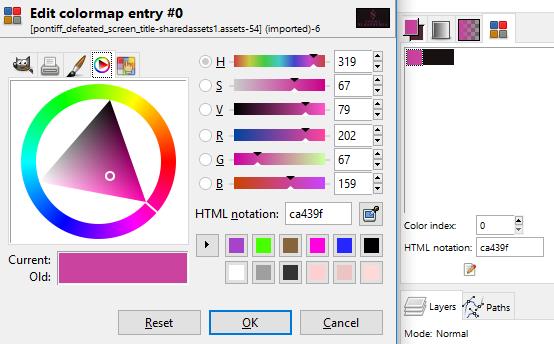 Edit colormap entry #0
[pontiff_defeated_screen_title-sharedassets1.assets-54] (imported)-6
H 319
S 67
V 79
R 202
G 67
B 159
HTML notation: ca439f
Current:
Old:
Reset OK Cancel
Color index: 0
HTML notation: ca439f
Layers Paths
Mode: Normal